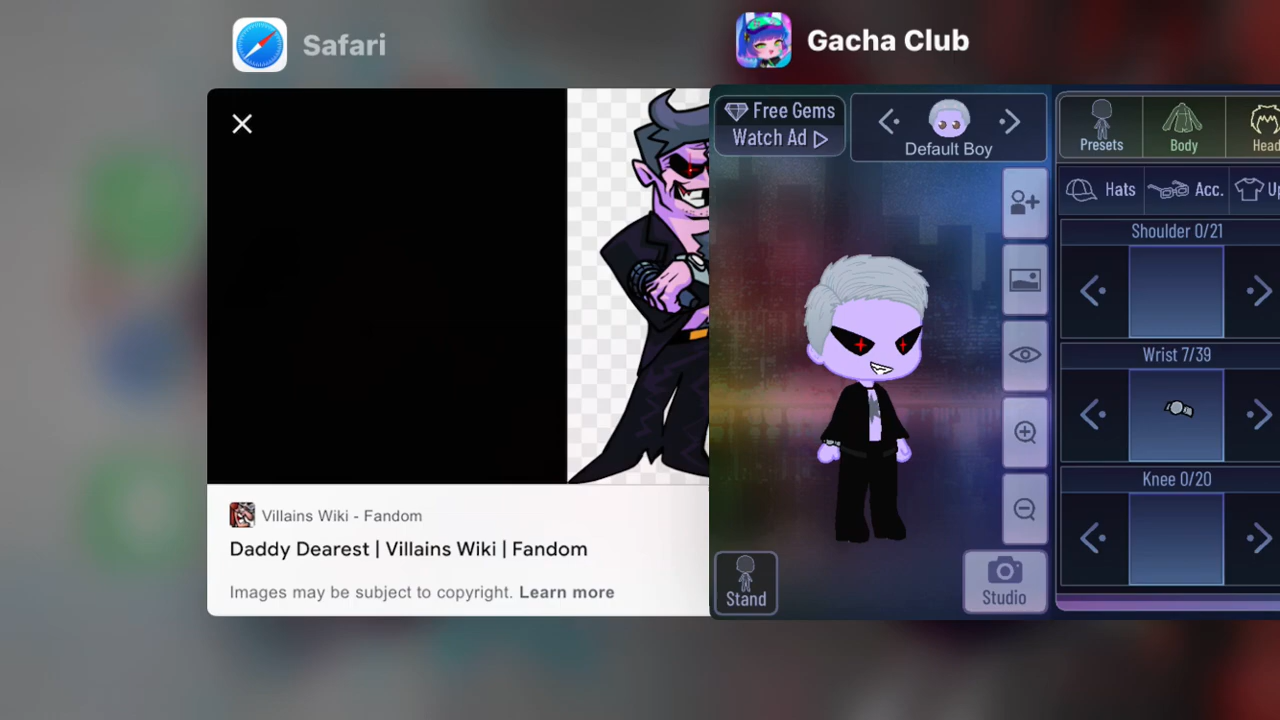 Safari
Gacha Club
Free Gems
Watch Ad
Default Boy
Presets
Body
Head
Hats
Acc.
Up
Shoulder 0/21
Wrist 7/39
Knee 0/20
Stand
Studio
Villains Wiki - Fandom
Daddy Dearest | Villains Wiki | Fandom
Images may be subject to copyright. Learn more